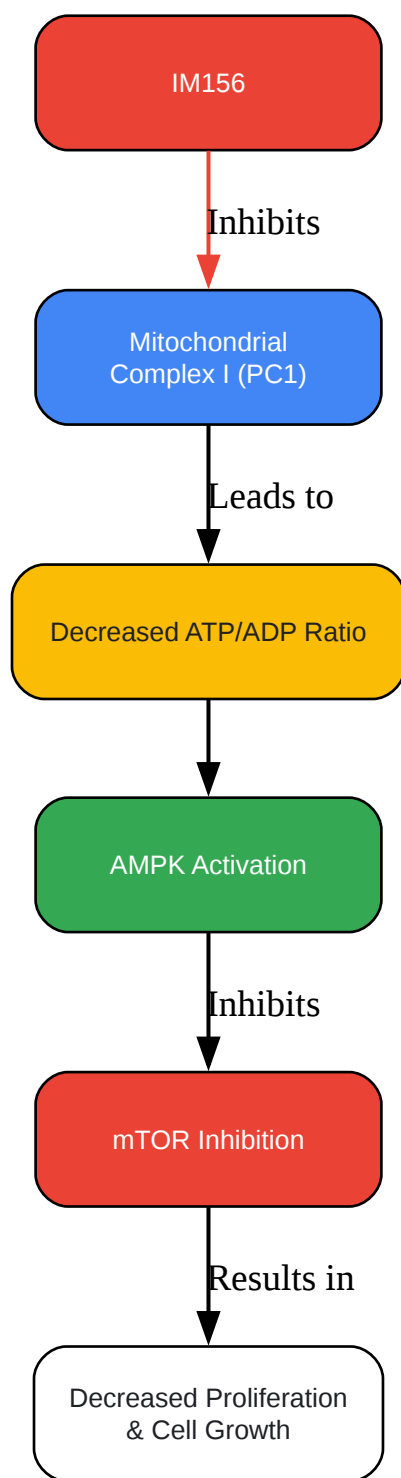 IM156
Inhibits
Mitochondrial
Complex I (PC1)
Leads to
Decreased ATP/ADP Ratio
AMPK Activation
Inhibits
mTOR Inhibition
Results in
Decreased Proliferation
& Cell Growth